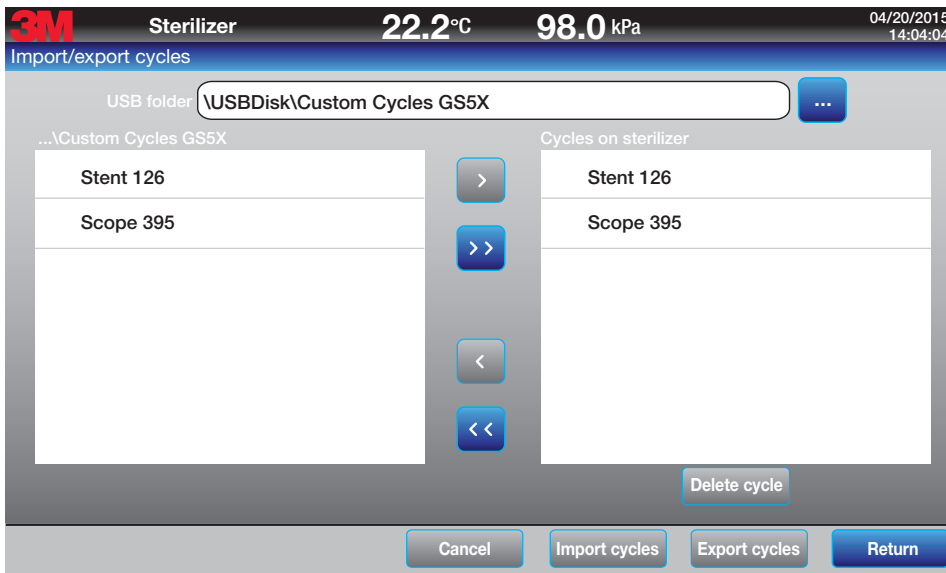 3M Sterilizer 22.2°C 98.0 kPa 04/20/2015
14:04:04
Import/export cycles
USB folder \USBDisk\Custom Cycles GS5X ...
...\Custom Cycles GS5X Cycles on sterilizer
Stent 126 > Stent 126
Scope 395 Scope 395
>>
<
<<
Delete cycle
Cancel Import cycles Export cycles Return